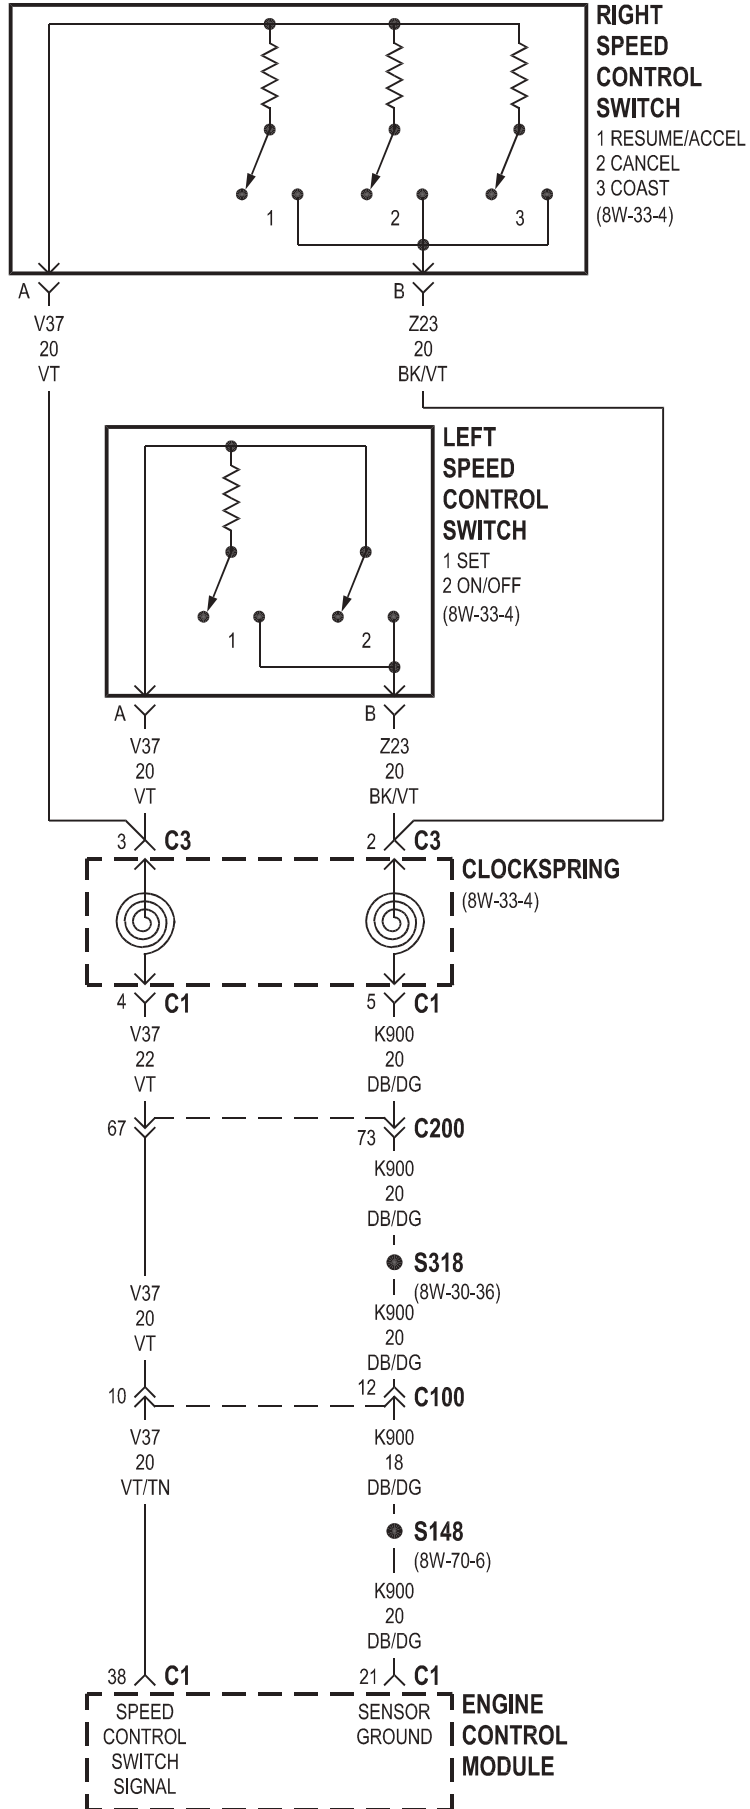 RIGHT
SPEED
CONTROL
SWITCH
1 RESUME/ACCEL
2 CANCEL
3 COAST
(8W-33-4)
1
2
3
A
B
V37
20
VT
Z23
20
BK/VT
LEFT
SPEED
CONTROL
SWITCH
1 SET
2 ON/OFF
(8W-33-4)
1
2
A
B
V37
20
VT
Z23
20
BK/VT
3 C3
2 C3
CLOCKSPRING
(8W-33-4)
4 C1
5 C1
V37
22
VT
K900
20
DB/DG
67
73 C200
K900
20
DB/DG
S318
(8W-30-36)
V37
20
VT
K900
20
DB/DG
10
12 C100
V37
20
VT/TN
K900
18
DB/DG
S148
(8W-70-6)
K900
20
DB/DG
38 C1
21 C1
SPEED
CONTROL
SWITCH
SIGNAL
SENSOR
GROUND
ENGINE
CONTROL
MODULE